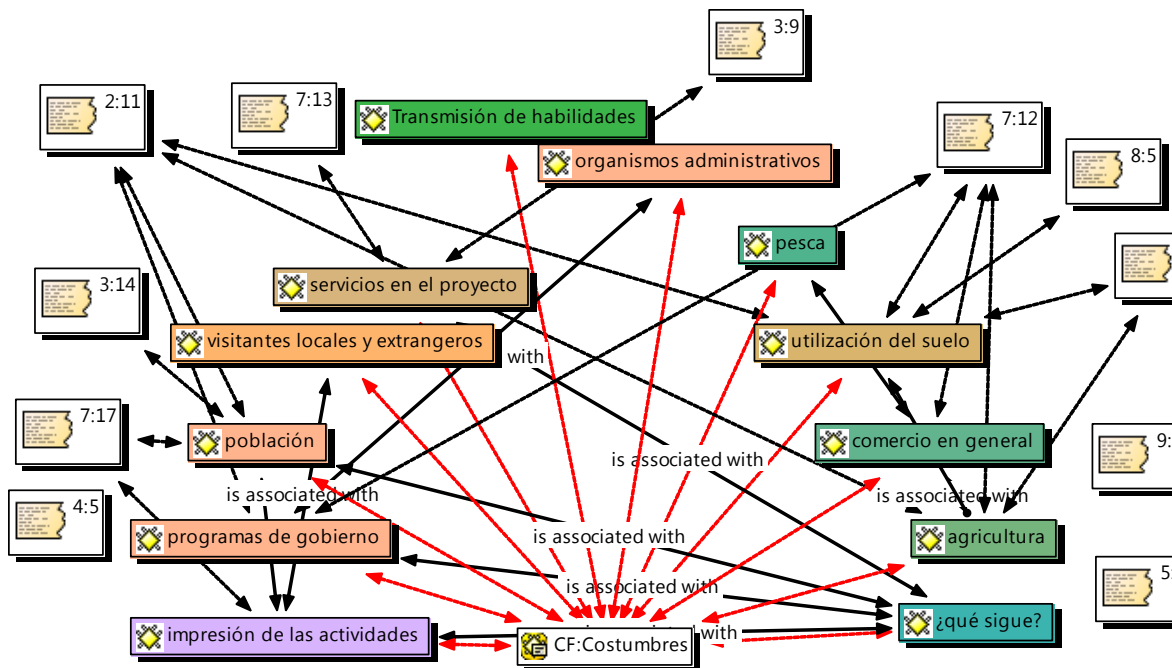 3:9
2:11
7:13
Transmisión de habilidades
7:12
organismos administrativos
8:5
pesca
3:14
servicios en el proyecto
visitantes locales y extrangeros
with
utilización del suelo
7:17
población
comercio en general
9:
is associated with
is associated with
is associated with
4:5
programas de gobierno
is associated with
agricultura
is associated with
5:
impresión de las actividades
CF:Costumbres
with
¿qué sigue?